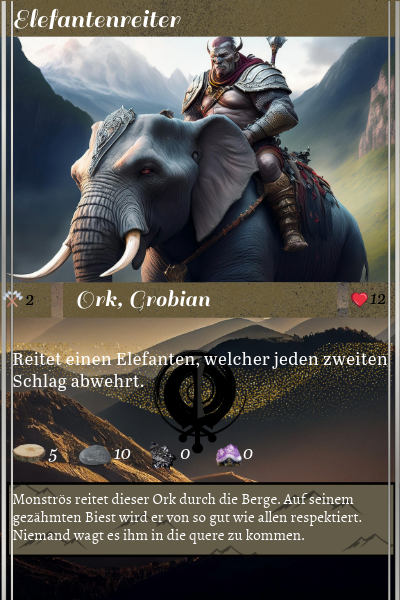 Elefantenreiter
2
Ork, Grobian
12
Reitet einen Elefanten, welcher jeden zweiten
Schlag abwehrt.
5 10 0 0
Monströs reitet dieser Ork durch die Berge. Auf seinem
gezähmten Biest wird er von so gut wie allen respektiert.
Niemand wagt es ihm in die quere zu kommen.